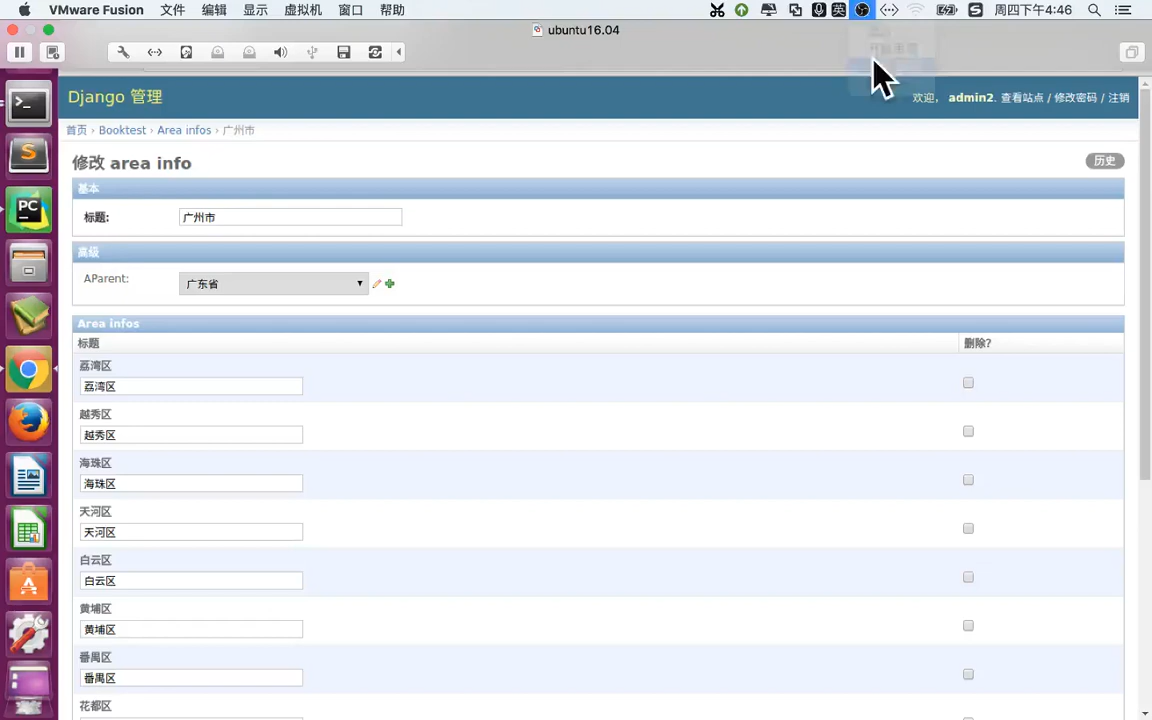 VMware Fusion 文件 编辑 显示 虚拟机 窗口 帮助 英 周四下午4:46
ubuntu16.04
Django 管理
欢迎， admin2. 查看站点 / 修改密码 / 注销
首页 › Booktest › Area infos › 广州市
修改 area info
历史
基本
标题: 广州市
高级
AParent: 广东省
Area infos
标题 删除?
荔湾区
荔湾区
越秀区
越秀区
海珠区
海珠区
天河区
天河区
白云区
白云区
黄埔区
黄埔区
番禺区
番禺区
花都区